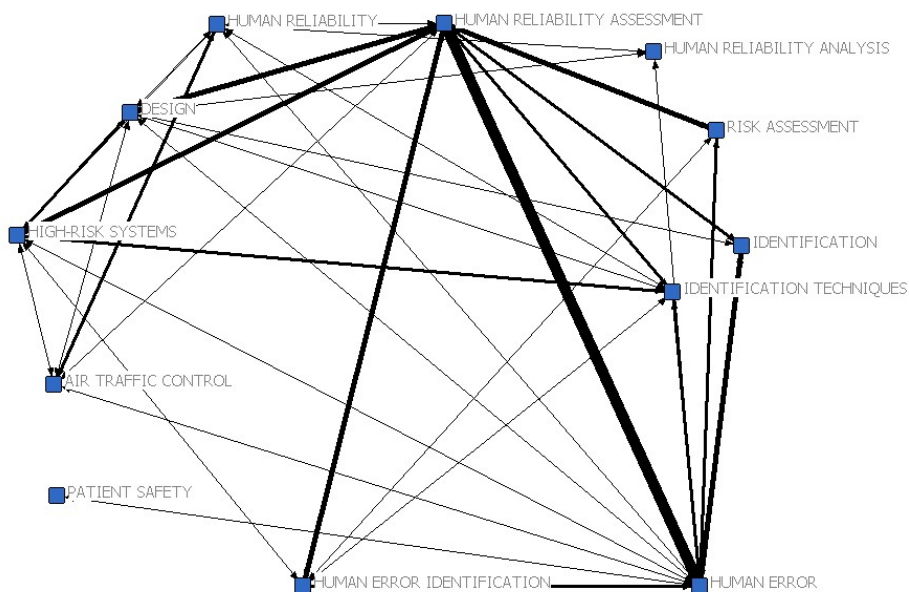 HUMAN RELIABILITY
HUMAN RELIABILITY ASSESSMENT
HUMAN RELIABILITY ANALYSIS
DESIGN
RISK ASSESSMENT
HIGH-RISK SYSTEMS
IDENTIFICATION
IDENTIFICATION TECHNIQUES
AIR TRAFFIC CONTROL
PATIENT SAFETY
HUMAN ERROR IDENTIFICATION
HUMAN ERROR